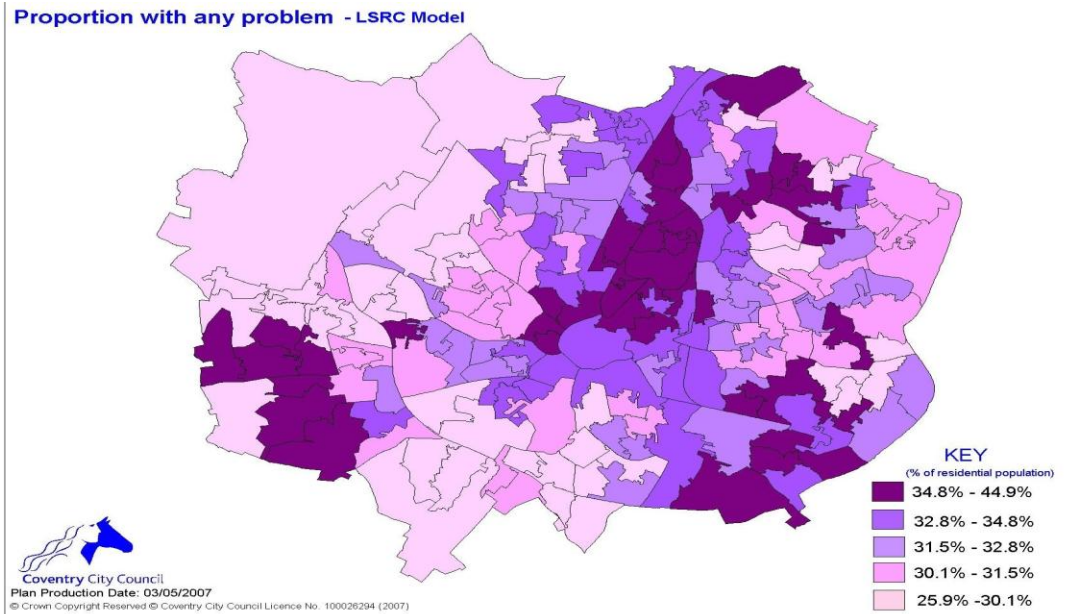 Proportion with any problem - LSRC Model
KEY
(% of residential population)
34.8% - 44.9%
32.8% - 34.8%
31.5% - 32.8%
30.1% - 31.5%
25.9% -30.1%
Coventry City Council
Plan Production Date: 03/05/2007
© Crown Copyright Reserved © Coventry City Council Licence No. 100026294 (2007)